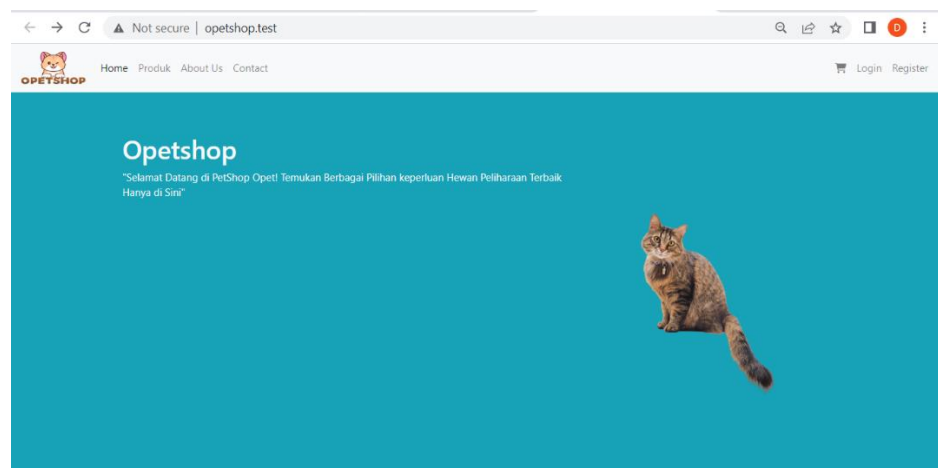 Not secure | opetshop.test
D
OPETSHOP
Home Produk About Us Contact
Login Register
Opetshop
"Selamat Datang di PetShop Opet! Temukan Berbagai Pilihan keperluan Hewan Peliharaan Terbaik
Hanya di Sini"